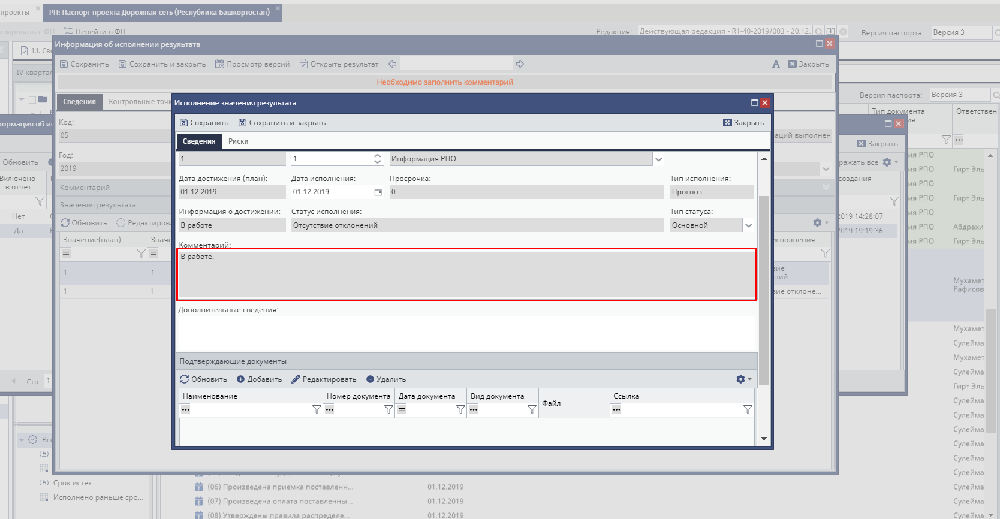 проекты
РП: Паспорт проекта Дорожная сеть (Республика Башкортостан)
изировать с ФП Перейти в ФП Редакция: Действующая редакция - R1-40-2019/003 - 20.12. Версия паспорта: Версия 3
Информация об исполнении результата
1.1. Све
Сохранить Сохранить и закрыть Просмотр версий Открыть результат A Закрыть
IV квартал
Необходимо заполнить комментарий
Версия паспорта: Версия 3
Сведения Контрольные точк
Исполнение значения результата
Тип документа Ответствен
ия
Сохранить Сохранить и закрыть Закрыть
Код:
формация об ис
05
аций выполнен
Сведения Риски
Закрыть
1 1 Информация РПО
Год:
2019
Обновить
ражать все
Дата достижения (план): Дата исполнения: Просрочка: Тип исполнения:
01.12.2019 01.12.2019 0 Прогноз
Включено
в отчет
создания
Комментарий
Значения результата
Информация о достижении: Статус исполнения: Тип статуса:
В работе Отсутствие отклонений Основной
Нет
Да
2019 14:28:07
2019 19:19:36
Обновить Редактирова
Значение(план) Значе
исполнения
= =
1 1
1 1
вие
ний
вие отклоне...
Комментарий:
В работе.
Дополнительные сведения:
Подтверждающие документы
Обновить Добавить Редактировать Удалить
Наименование Номер документа Дата документа Вид документа Файл Ссылка
... ... = ... ...
ия РПО
ия РПО Гирт Эль
ия РПО
ия РПО Гирт Эль
ия РПО
ия РПО Абдрахи
ия РПО Гирт Эль
Мухамет
Рафисов
Мухамет
Сулейма
Мухамет
Сулейма
Гирт Эль
Сулейма
Сулейма
Сулейма
Сулейма
Сулейма
Сулейма
Сулейма
Сулейма
Сулейма
Стр. 1
Все
Срок истек
Исполнено раньше сро...
(06) Произведена приемка поставленн... 01.12.2019
(07) Произведена оплата поставленны... 01.12.2019
(08) Утверждены правила распределе... 01.12.2019